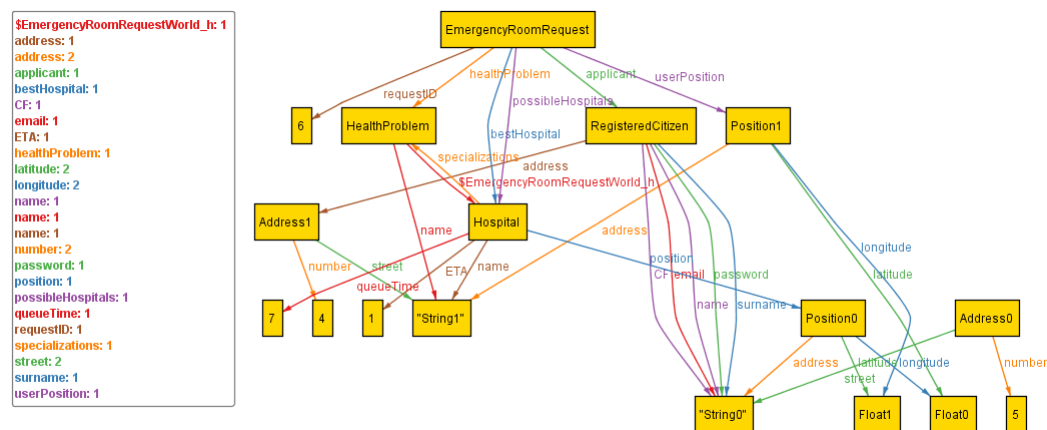 $EmergencyRoomRequestWorld_h: 1
address: 1
address: 2
applicant: 1
bestHospital: 1
CF: 1
email: 1
ETA: 1
healthProblem: 1
latitude: 2
longitude: 2
name: 1
name: 1
name: 1
number: 2
password: 1
position: 1
possibleHospitals: 1
queueTime: 1
requestID: 1
specializations: 1
street: 2
surname: 1
userPosition: 1
EmergencyRoomRequest
healthProblem
applicant
userPosition
requestID
possibleHospitals
6
HealthProblem
RegisteredCitizen
Position1
bestHospital
specializations
address
$EmergencyRoomRequestWorld_h
Address1
Hospital
name
address
longitude
number
street
ETA
name
position
latitude
queueTime
CF
email
password
name
surname
7
4
1
"String1"
Position0
Address0
address
latitude
longitude
number
street
"String0"
Float1
Float0
5